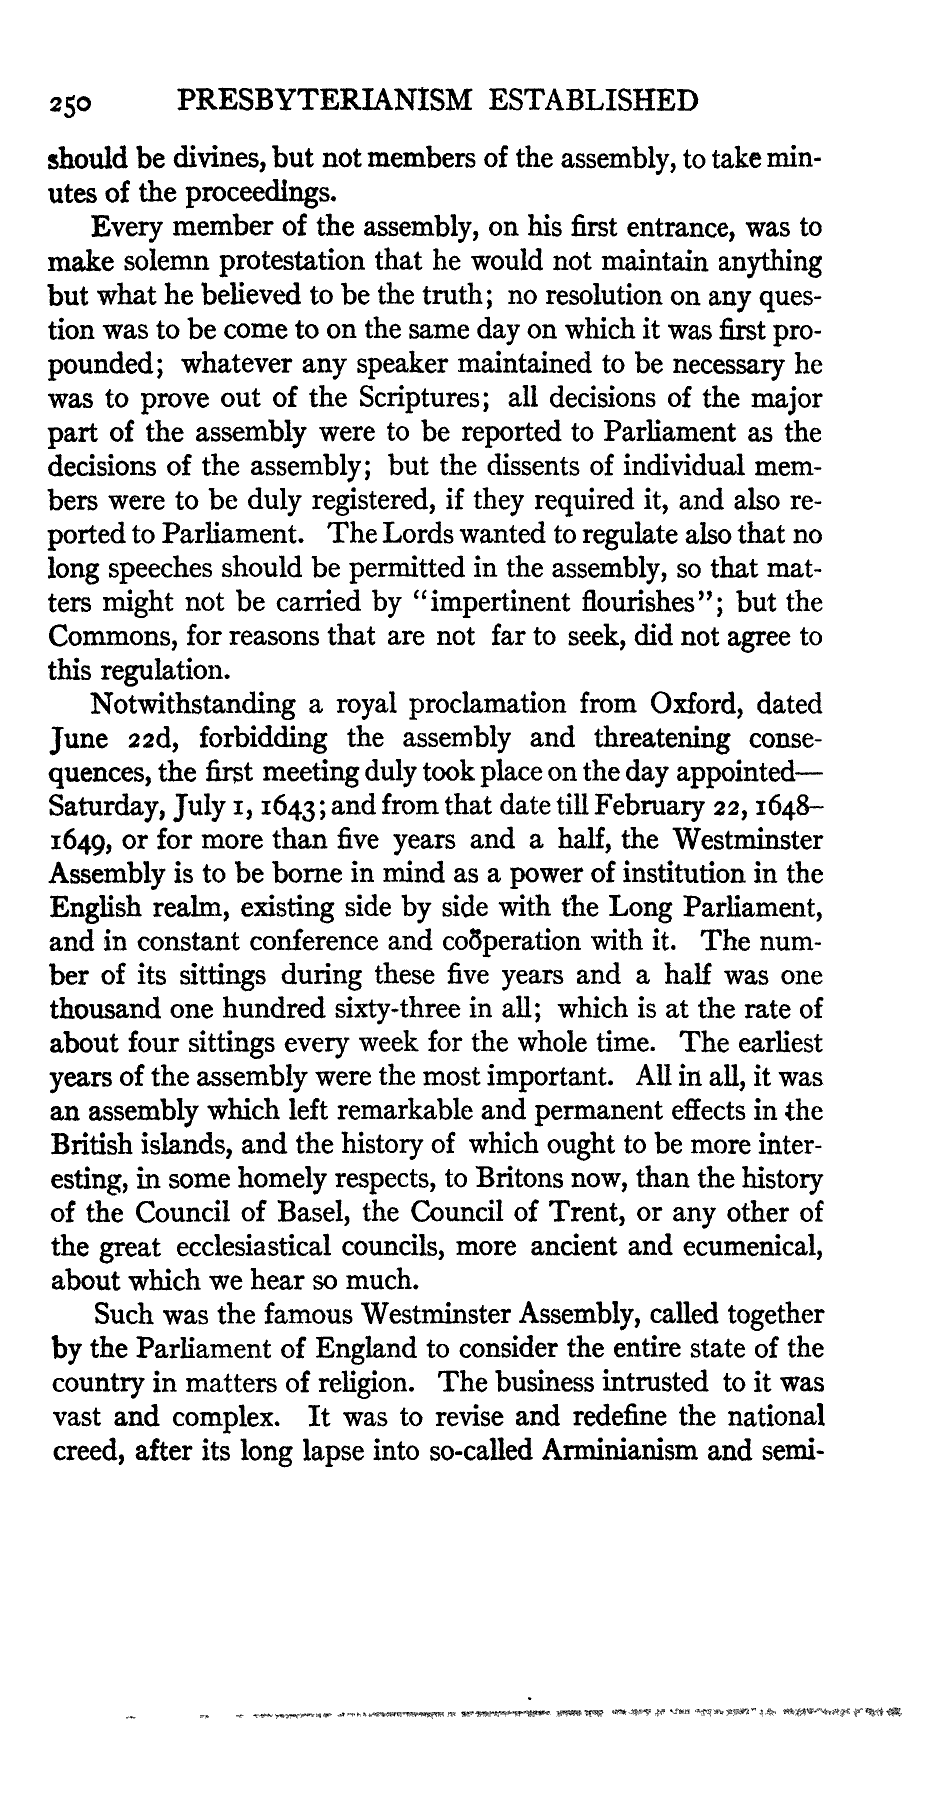 250 PRESBYTERIANISM ESTABLISHED
should be divines, but not members of the assembly, to take min-
utes of the proceedings.
Every member of the assembly, on his first entrance, was to
make solemn protestation that he would not maintain anything
but what he believed to be the truth; no resolution on any ques-
tion was to be come to on the same day on which it was first pro-
pounded; whatever any speaker maintained to be necessary he
was to prove out of the Scriptures; all decisions of the major
part of the assembly were to be reported to Parliament as the
decisions of the assembly; but the dissents of individual mem-
bers were to be duly registered, if they required it, and also re-
ported to Parliament. The Lords wanted to regulate also that no
long speeches should be permitted in the assembly, so that mat-
ters might not be carried by "impertinent flourishes"; but the
Commons, for reasons that are not far to seek, did not agree to
this regulation.
Notwithstanding a royal proclamation from Oxford, dated
June 22d, forbidding the assembly and threatening conse-
quences, the first meeting duly took place on the day appointed—
Saturday, July 1, 1643; and from that date till February 22, 1648–
1649, or for more than five years and a half, the Westminster
Assembly is to be borne in mind as a power of institution in the
English realm, existing side by side with the Long Parliament,
and in constant conference and coöperation with it. The num-
ber of its sittings during these five years and a half was one
thousand one hundred sixty-three in all; which is at the rate of
about four sittings every week for the whole time. The earliest
years of the assembly were the most important. All in all, it was
an assembly which left remarkable and permanent effects in the
British islands, and the history of which ought to be more inter-
esting, in some homely respects, to Britons now, than the history
of the Council of Basel, the Council of Trent, or any other of
the great ecclesiastical councils, more ancient and ecumenical,
about which we hear so much.
Such was the famous Westminster Assembly, called together
by the Parliament of England to consider the entire state of the
country in matters of religion. The business intrusted to it was
vast and complex. It was to revise and redefine the national
creed, after its long lapse into so-called Arminianism and semi-